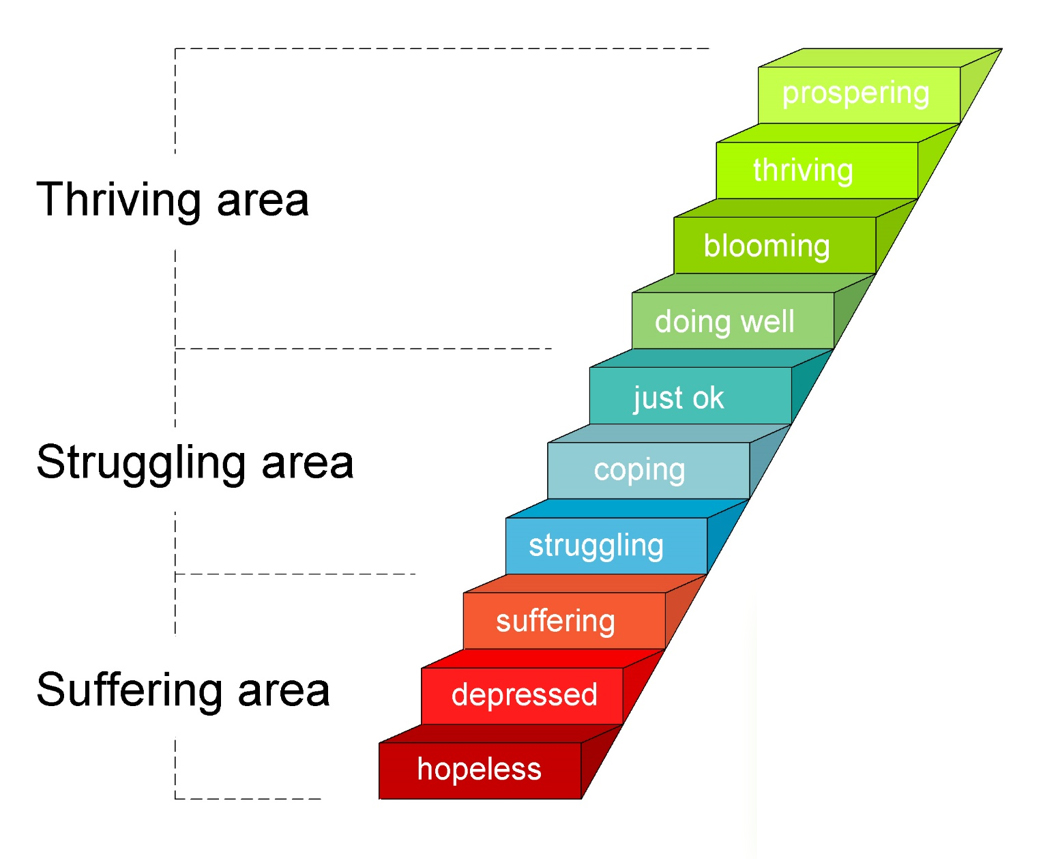 prospering
thriving
Thriving area
blooming
doing well
just ok
Struggling area
coping
struggling
suffering
Suffering area
depressed
hopeless